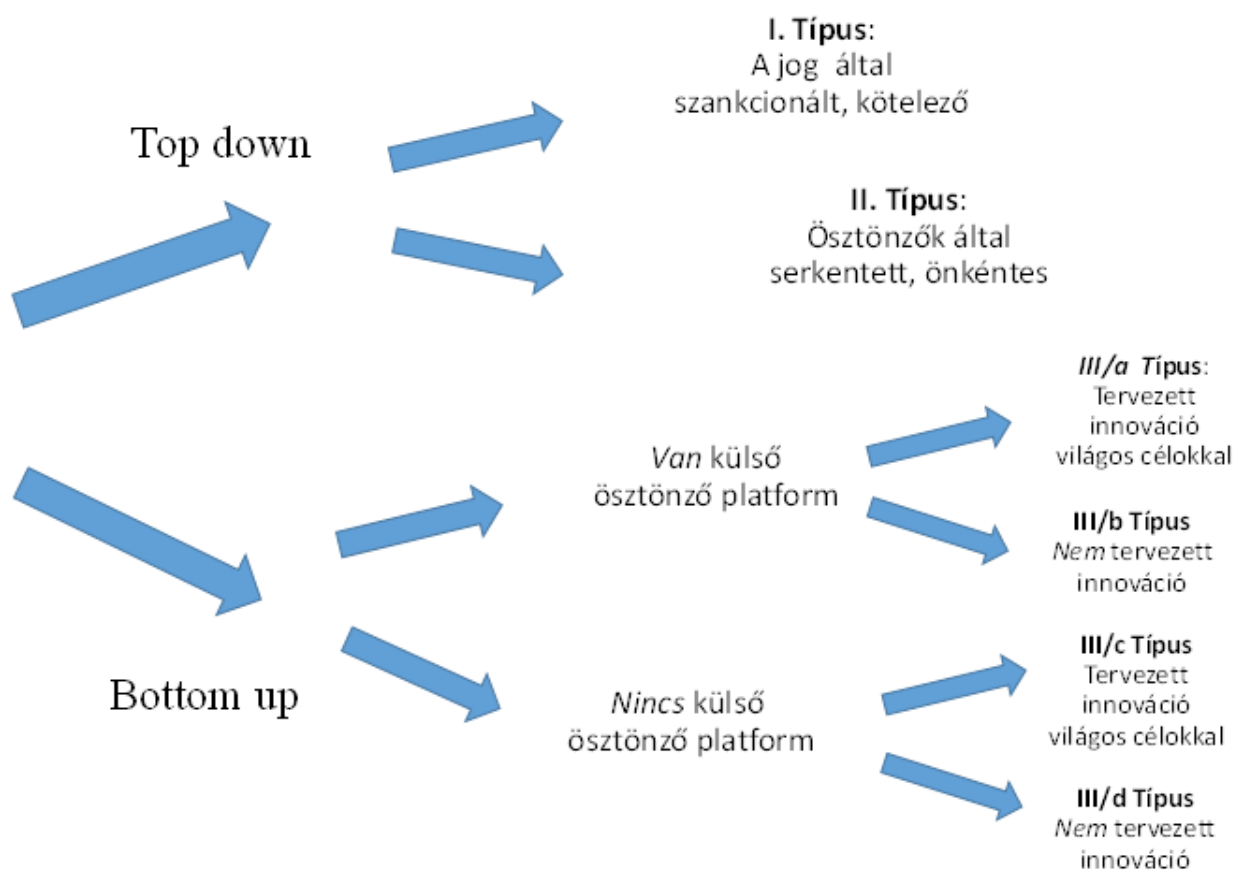 I. Típus:
A jog által
szankcionált, kötelező
Top down
II. Típus:
Ösztönzők által
serkentett, önkéntes
III/a Típus:
Tervezett
innováció
világos célokkal
Van külső
ösztönző platform
III/b Típus
Nem tervezett
innováció
III/c Típus
Tervezett
innováció
világos célokkal
Bottom up
Nincs külső
ösztönző platform
III/d Típus
Nem tervezett
innováció